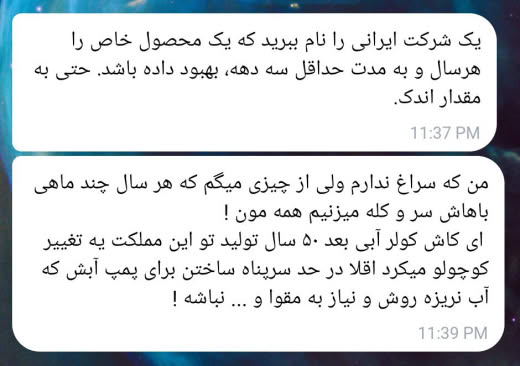 یک شرکت ایرانی را نام ببرید که یک محصول خاص را
هرسال و به مدت حداقل سه دهه، بهبود داده باشد. حتی به
مقدار اندک.
11:37 PM
من که سراغ ندارم ولی از چیزی میگم که هر سال چند ماهی
باهاش سر و کله میزنیم همه مون !
ای کاش کولر آبی بعد ۵۰ سال تولید تو این مملکت یه تغییر
کوچولو میکرد اقلا در حد سرپناه ساختن برای پمپ آبش که
آب نریزه روش و نیاز به مقوا و ... نباشه !
11:39 PM